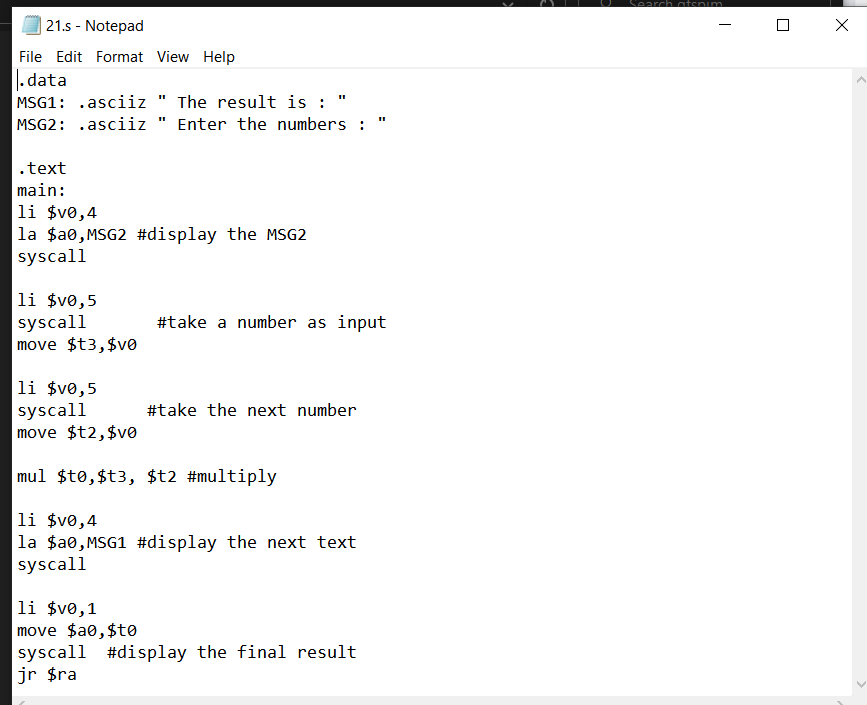 Search qtspim
21.s - Notepad
File Edit Format View Help
.data
MSG1: .asciiz " The result is : "
MSG2: .asciiz " Enter the numbers : "
.text
main:
li $v0,4
la $a0,MSG2 #display the MSG2
syscall
li $v0,5
syscall       #take a number as input
move $t3,$v0
li $v0,5
syscall      #take the next number
move $t2,$v0
mul $t0,$t3, $t2 #multiply
li $v0,4
la $a0,MSG1 #display the next text
syscall
li $v0,1
move $a0,$t0
syscall  #display the final result
jr $ra